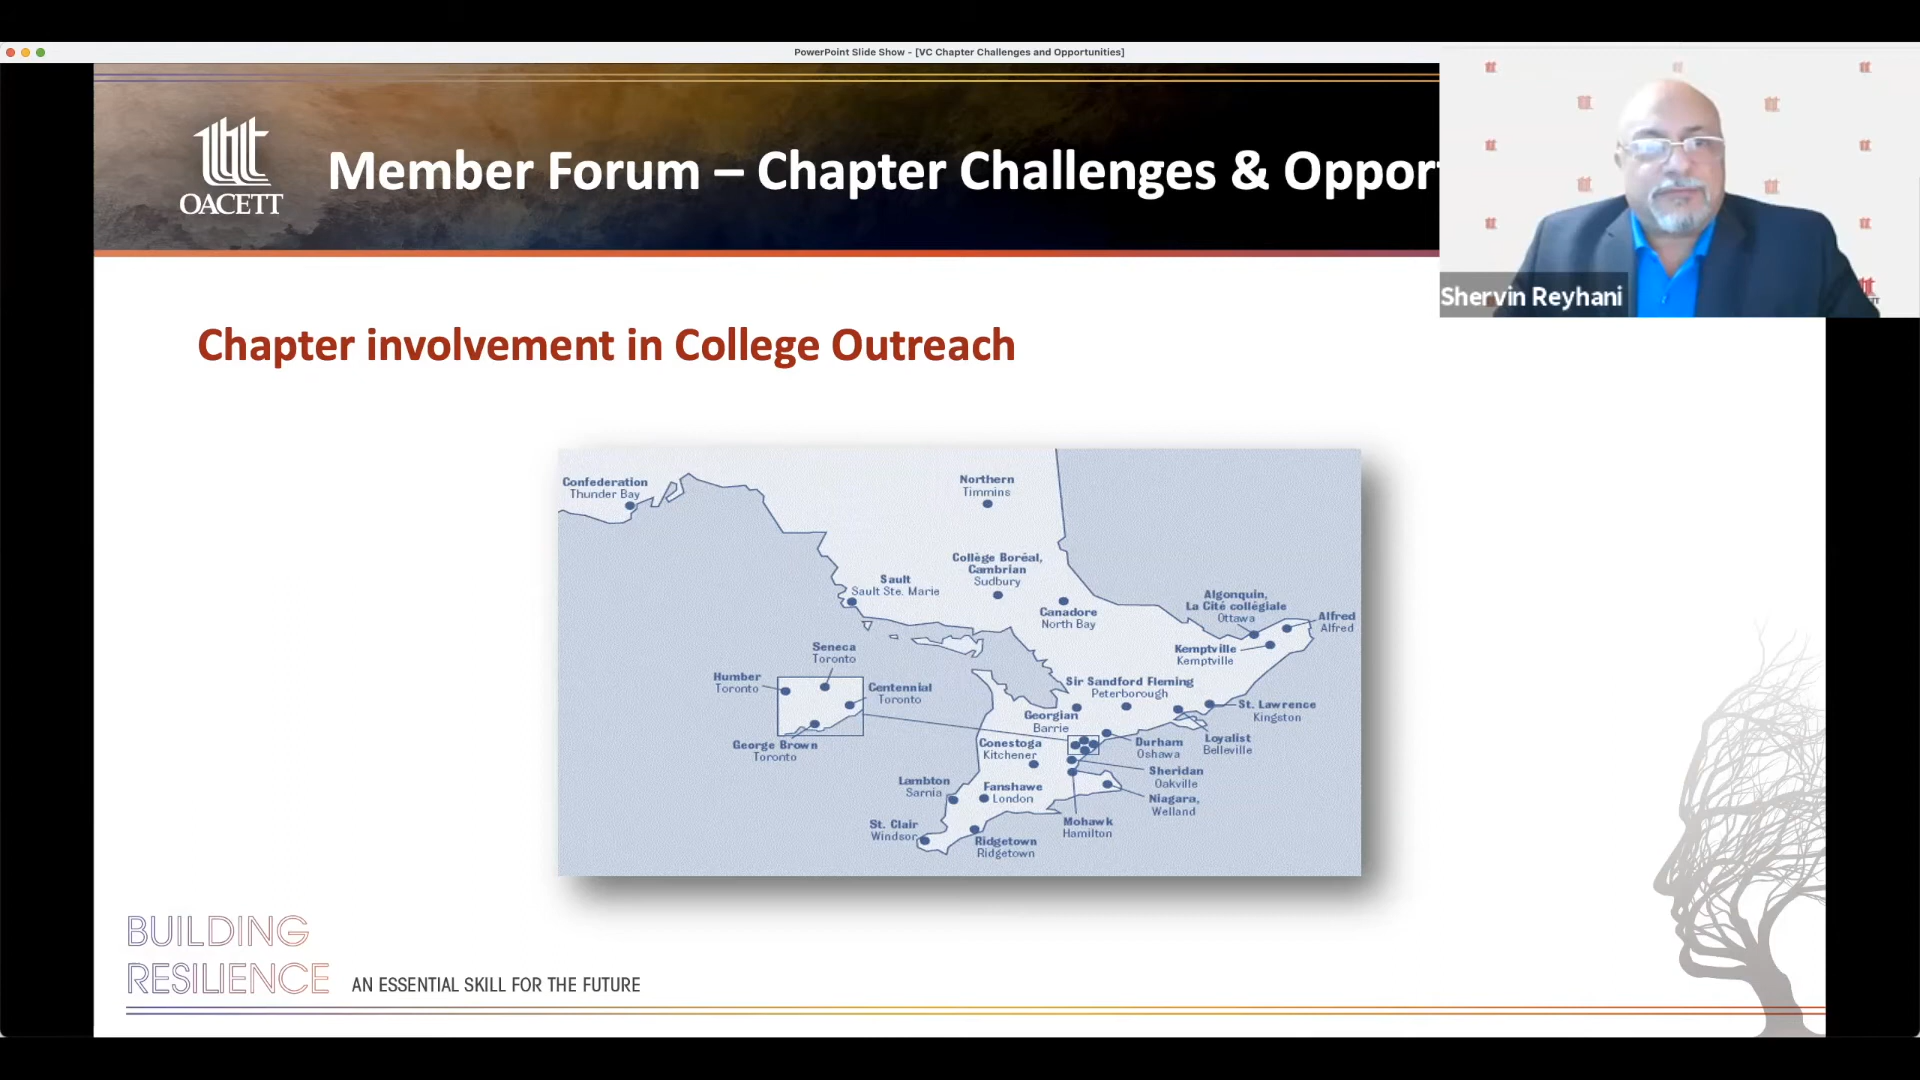 PowerPoint Slide Show - [VC Chapter Challenges and Opportunities]
OACETT
Member Forum – Chapter Challenges & Opport
Shervin Reyhani
Chapter involvement in College Outreach
Confederation
Thunder Bay
Northern
Timmins
Collège Boréal,
Cambrian
Sudbury
Sault
Sault Ste. Marie
Canadore
North Bay
Algonquin,
La Cité collégiale
Ottawa
Alfred
Alfred
Kemptville
Kemptville
Seneca
Toronto
Humber
Toronto
Centennial
Toronto
George Brown
Toronto
Sir Sandford Fleming
Peterborough
Georgian
Barrie
St. Lawrence
Kingston
Loyalist
Belleville
Durham
Oshawa
Conestoga
Kitchener
Sheridan
Oakville
Lambton
Sarnia
Fanshawe
London
Niagara,
Welland
St. Clair
Windsor
Mohawk
Hamilton
Ridgetown
Ridgetown
BUILDING
RESILIENCE AN ESSENTIAL SKILL FOR THE FUTURE